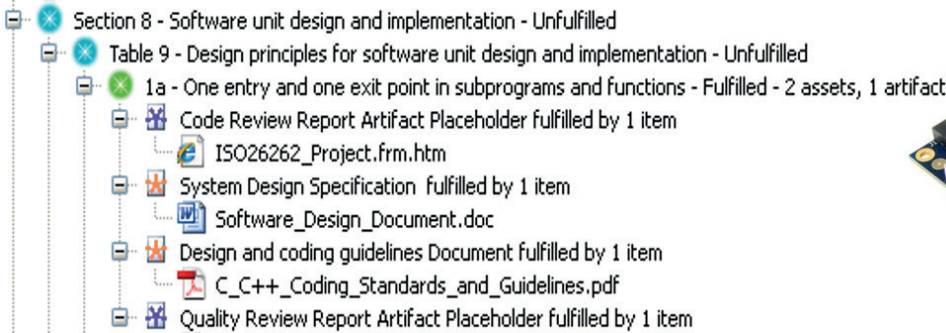 Section 8 - Software unit design and implementation - Unfulfilled
Table 9 - Design principles for software unit design and implementation - Unfulfilled
1a - One entry and one exit point in subprograms and functions - Fulfilled - 2 assets, 1 artifact
Code Review Report Artifact Placeholder fulfilled by 1 item
ISO26262_Project.frm.htm
System Design Specification fulfilled by 1 item
Software_Design_Document.doc
Design and coding guidelines Document fulfilled by 1 item
C_C++_Coding_Standards_and_Guidelines.pdf
Quality Review Report Artifact Placeholder fulfilled by 1 item